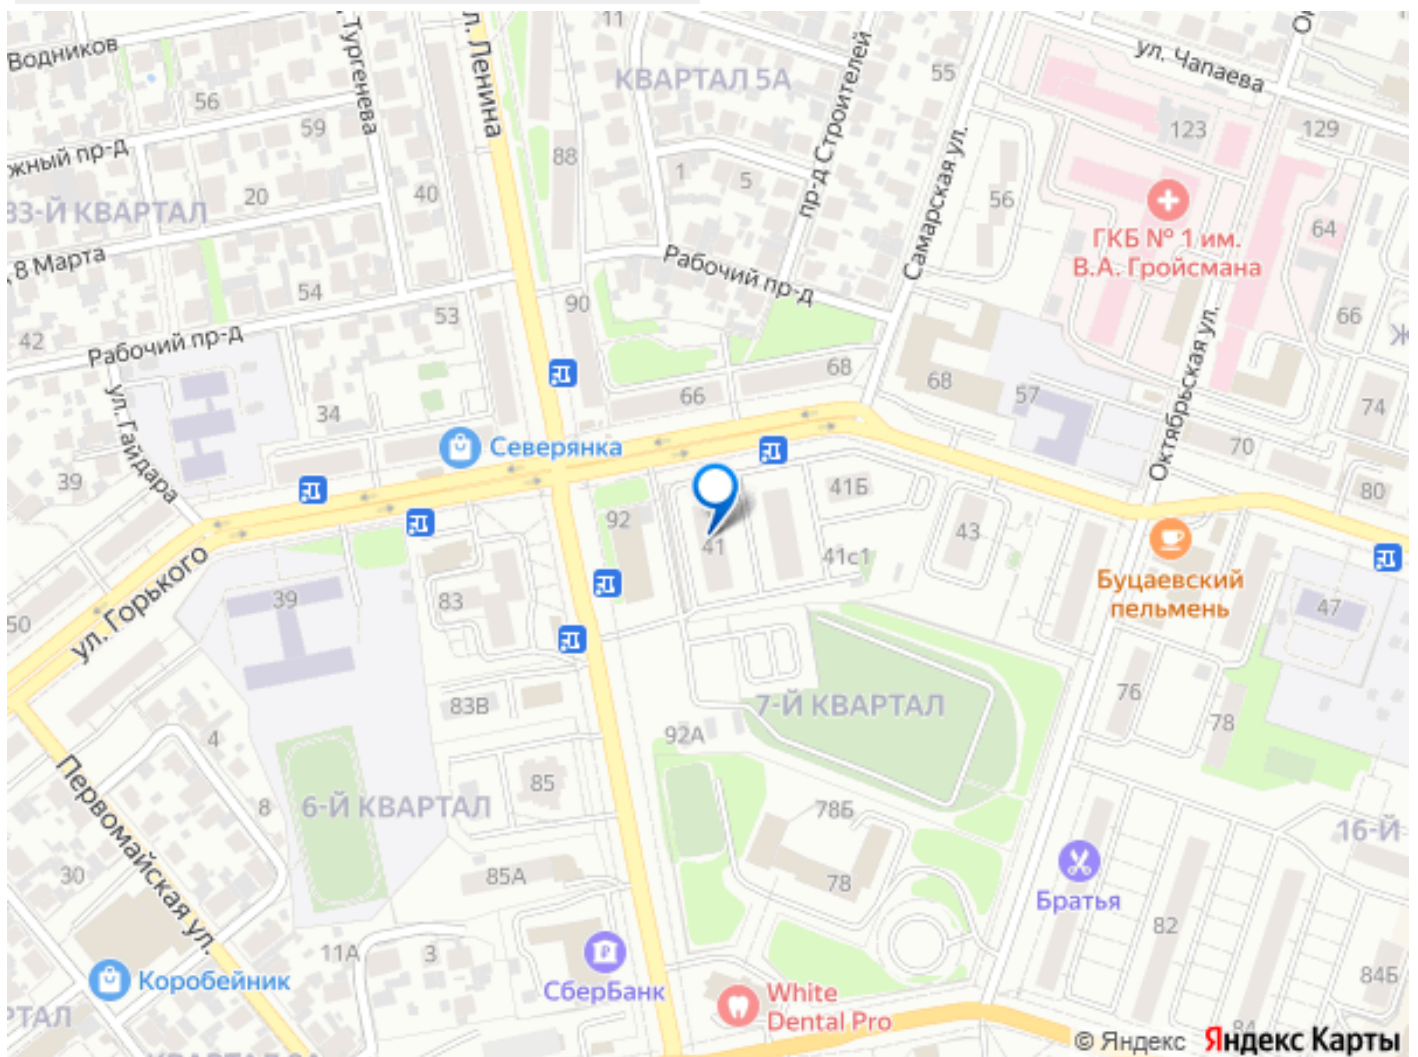 11
Водников
ул. Тургенева
ул. Ленина
КВАРТАЛ 5А
пр-д Строителей
55
ул. Чапаева
56
59
88
123
129
жный пр-д
20
40
1
5
Самарская ул.
56
33-Й КВАРТАЛ
64
ГКБ № 1 им.
В.А. Гройсмана
8 Марта
Рабочий пр-д
54
53
90
66
42
Рабочий пр-д
Октябрьская ул.
Ж
68
68
57
66
74
ул. Гайдара
34
Северянка
70
39
41Б
80
92
43
41
41с1
ул. Горького
Буцаевский
пельмень
50
39
83
47
83В
7-Й КВАРТАЛ
76
78
92А
4
Первомайская ул.
85
8
6-Й КВАРТАЛ
78Б
16-Й
30
85А
78
Братья
82
11А
3
Коробейник
СберБанк
84Б
White
Dental Pro
ТАЛ
84
© Яндекс Яндекс Карты